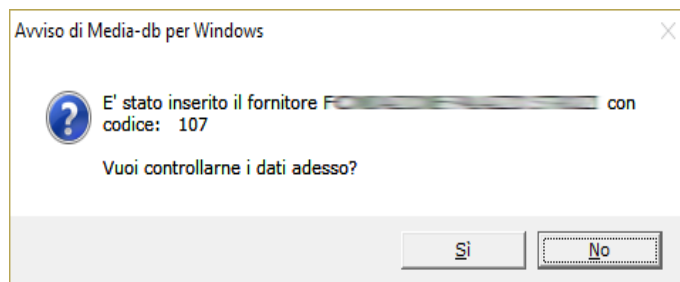 Avviso di Media-db per Windows
E' stato inserito il fornitore con
codice: 107
Vuoi controllarne i dati adesso?
Sì
No